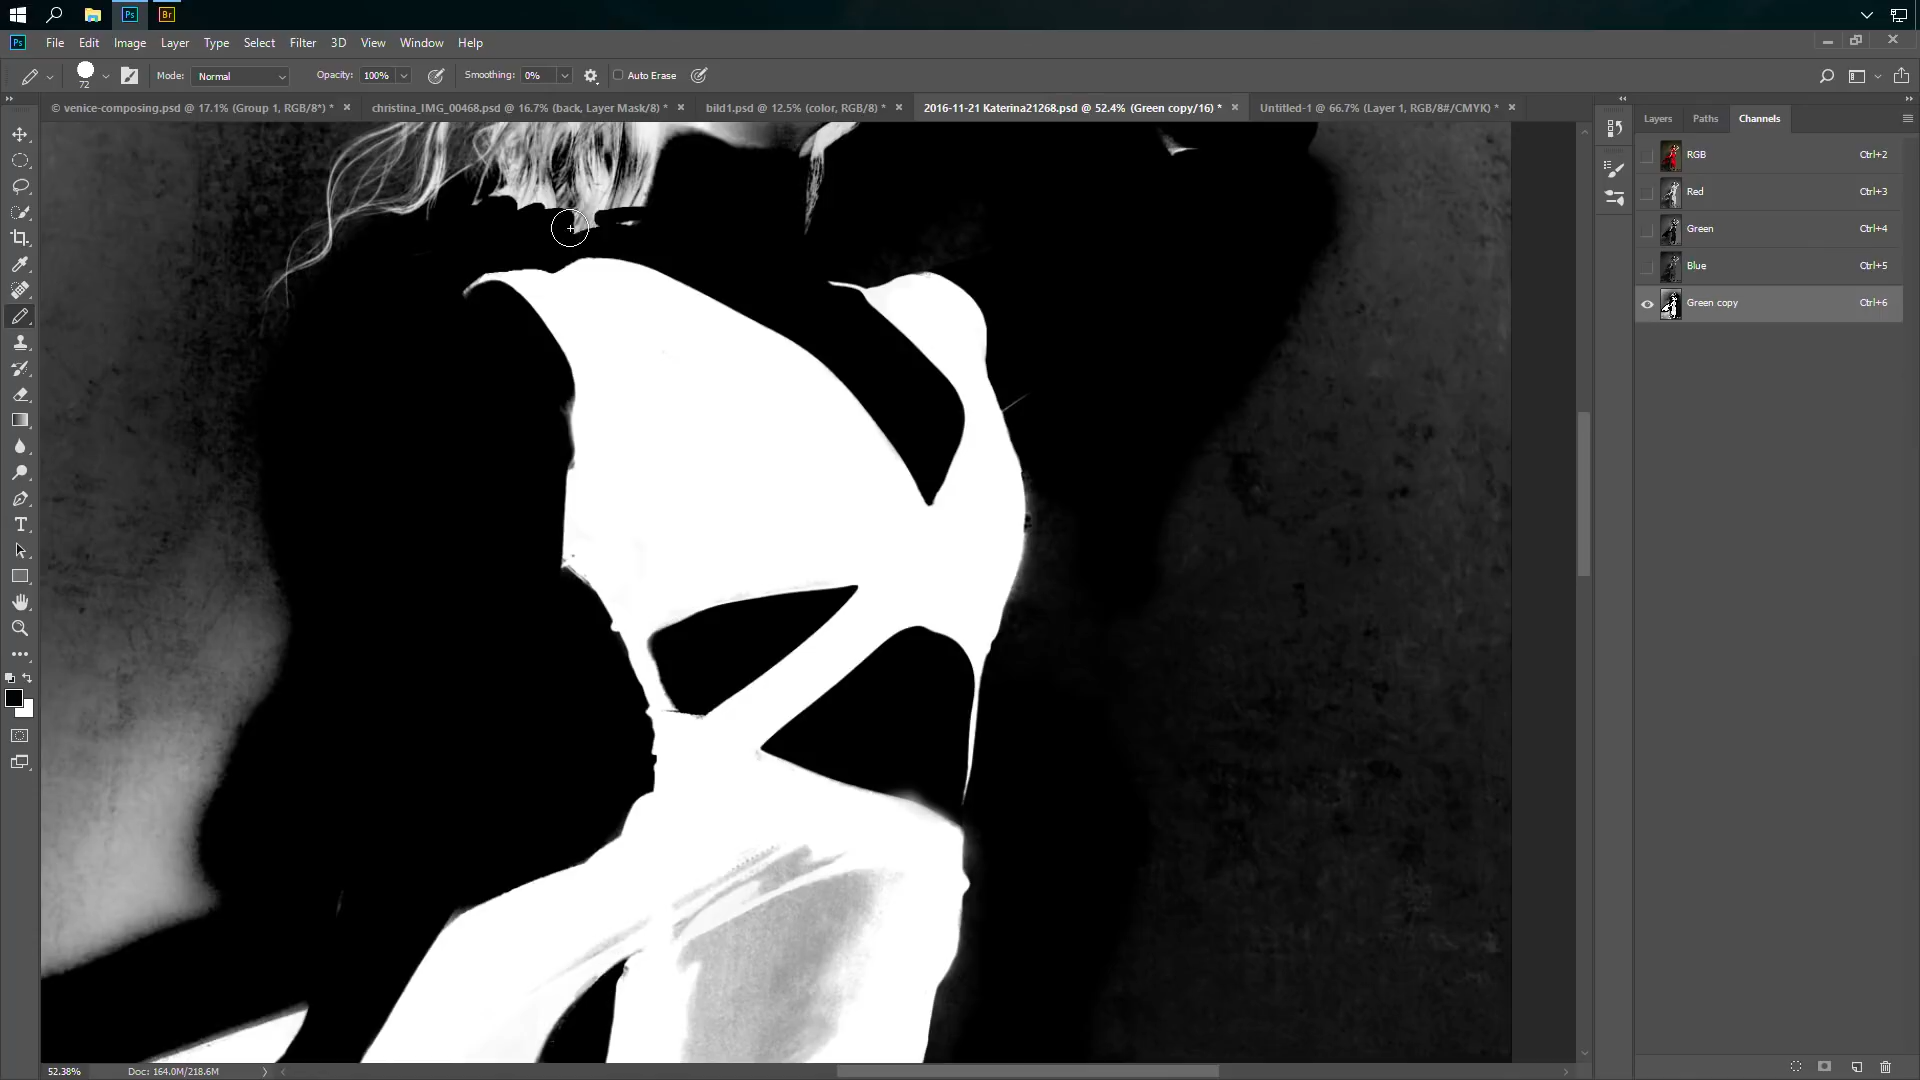 Ps Br
Ps File Edit Image Layer Type Select Filter 3D View Window Help
72 Mode: Normal Opacity: 100% Smoothing: 0% Auto Erase
© venice-composing.psd @ 17.1% (Group 1, RGB/8*) * christina_IMG_00468.psd @ 16.7% (back, Layer Mask/8) * bild1.psd @ 12.5% (color, RGB/8) * 2016-11-21 Katerina21268.psd @ 52.4% (Green copy/16) * Untitled-1 @ 66.7% (Layer 1, RGB/8#/CMYK) *
Layers Paths Channels
RGB Ctrl+2
Red Ctrl+3
Green Ctrl+4
Blue Ctrl+5
Green copy Ctrl+6
T
52.38% Doc: 164.0M/218.6M